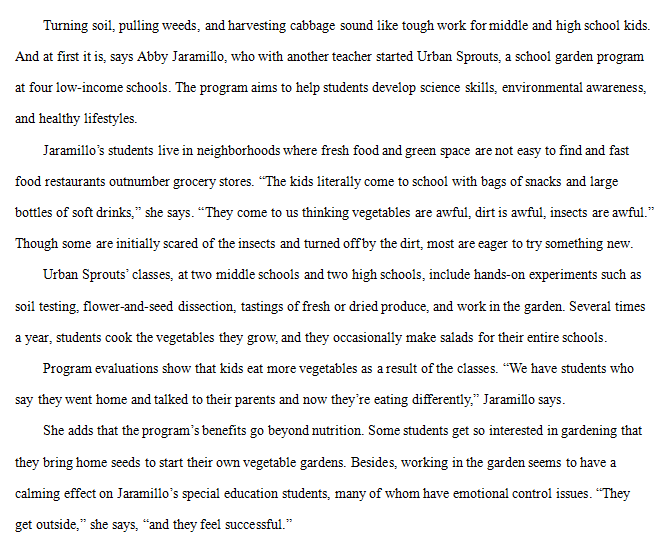 Turning soil, pulling weeds, and harvesting cabbage sound like tough work for middle and high school kids.
And at first it is, says Abby Jaramillo, who with another teacher started Urban Sprouts, a school garden program
at four low-income schools. The program aims to help students develop science skills, environmental awareness,
and healthy lifestyles.
Jaramillo's students live in neighborhoods where fresh food and green space are not easy to find and fast
food restaurants outnumber grocery stores. “The kids literally come to school with bags of snacks and large
bottles of soft drinks,” she says. “They come to us thinking vegetables are awful, dirt is awful, insects are awful.”
Though some are initially scared of the insects and turned off by the dirt, most are eager to try something new.
Urban Sprouts’ classes, at two middle schools and two high schools, include hands-on experiments such as
soil testing, flower-and-seed dissection, tastings of fresh or dried produce, and work in the garden. Several times
a year, students cook the vegetables they grow, and they occasionally make salads for their entire schools.
Program evaluations show that kids eat more vegetables as a result of the classes. “We have students who
say they went home and talked to their parents and now they’re eating differently,” Jaramillo says.
She adds that the program’s benefits go beyond nutrition. Some students get so interested in gardening that
they bring home seeds to start their own vegetable gardens. Besides, working in the garden seems to have a
calming effect on Jaramillo’s special education students, many of whom have emotional control issues. “They
get outside,” she says, “and they feel successful.”